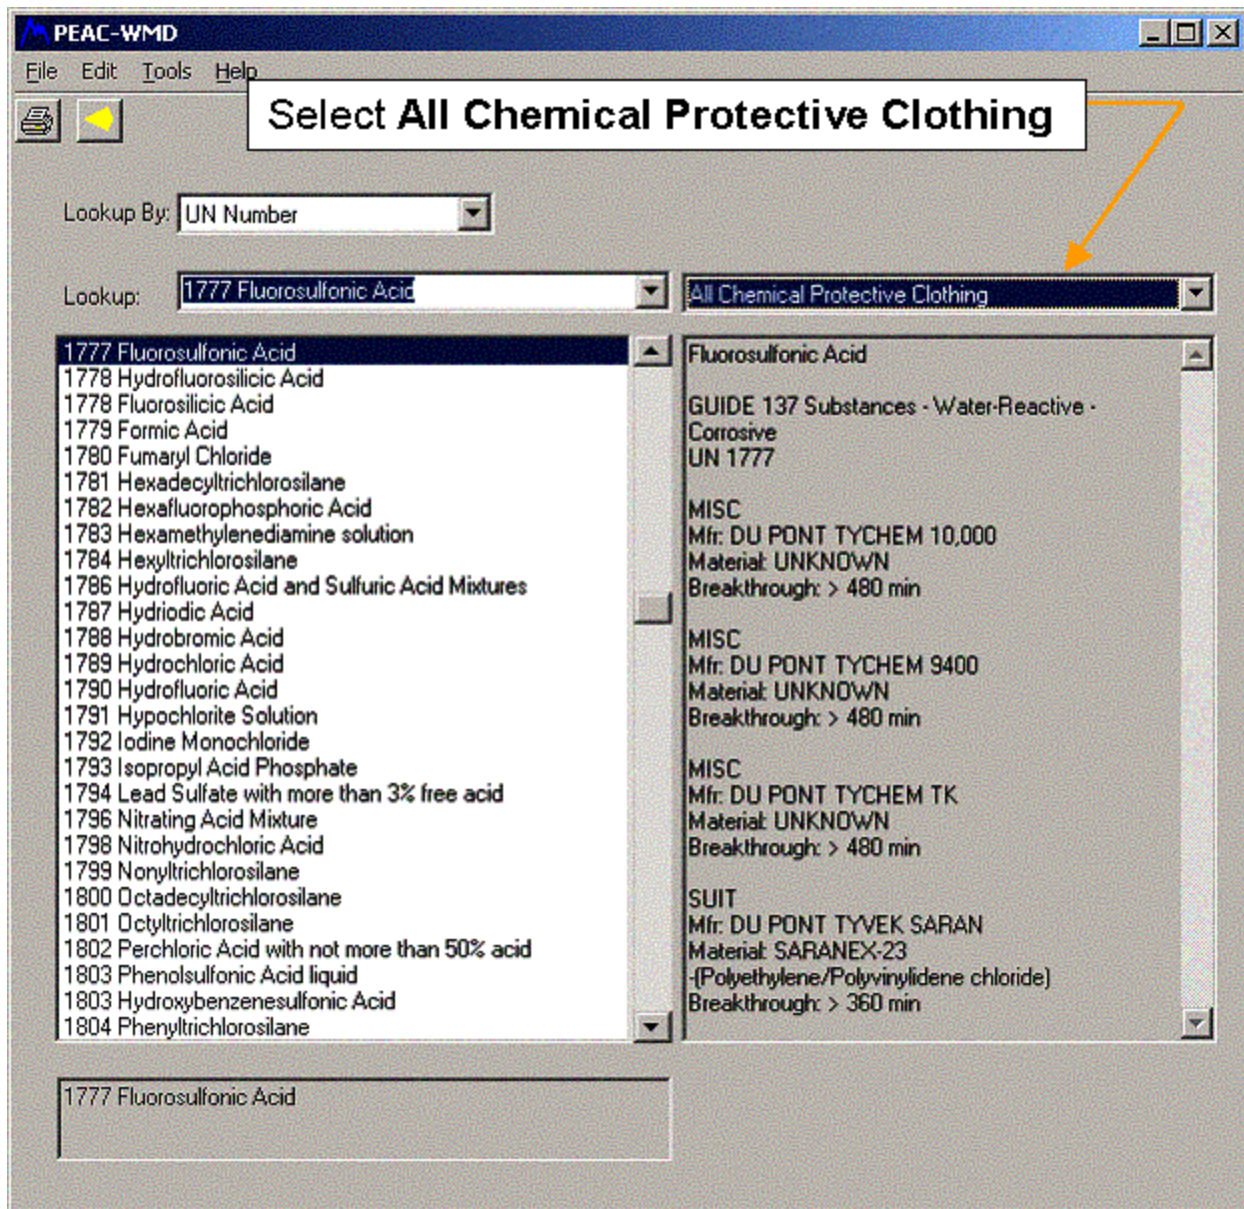 PEAC-WMD
File Edit Tools Help
Select All Chemical Protective Clothing
Lookup By: UN Number
Lookup: 1777 Fluorosulfonic Acid
All Chemical Protective Clothing
1777 Fluorosulfonic Acid
1778 Hydrofluorosilicic Acid
1778 Fluorosilicic Acid
1779 Formic Acid
1780 Fumaryl Chloride
1781 Hexadecyltrichlorosilane
1782 Hexafluorophosphoric Acid
1783 Hexamethylenediamine solution
1784 Hexyltrichlorosilane
1786 Hydrofluoric Acid and Sulfuric Acid Mixtures
1787 Hydriodic Acid
1788 Hydrobromic Acid
1789 Hydrochloric Acid
1790 Hydrofluoric Acid
1791 Hypochlorite Solution
1792 Iodine Monochloride
1793 Isopropyl Acid Phosphate
1794 Lead Sulfate with more than 3% free acid
1796 Nitrating Acid Mixture
1798 Nitrohydrochloric Acid
1799 Nonyltrichlorosilane
1800 Octadecyltrichlorosilane
1801 Octyltrichlorosilane
1802 Perchloric Acid with not more than 50% acid
1803 Phenolsulfonic Acid liquid
1803 Hydroxybenzenesulfonic Acid
1804 Phenyltrichlorosilane
Fluorosulfonic Acid
GUIDE 137 Substances - Water-Reactive -
Corrosive
UN 1777
MISC
Mfr: DU PONT TYCHEM 10,000
Material: UNKNOWN
Breakthrough: > 480 min
MISC
Mfr: DU PONT TYCHEM 9400
Material: UNKNOWN
Breakthrough: > 480 min
MISC
Mfr: DU PONT TYCHEM TK
Material: UNKNOWN
Breakthrough: > 480 min
SUIT
Mfr: DU PONT TYVEK SARAN
Material: SARANEX-23
-(Polyethylene/Polyvinylidene chloride)
Breakthrough: > 360 min
1777 Fluorosulfonic Acid